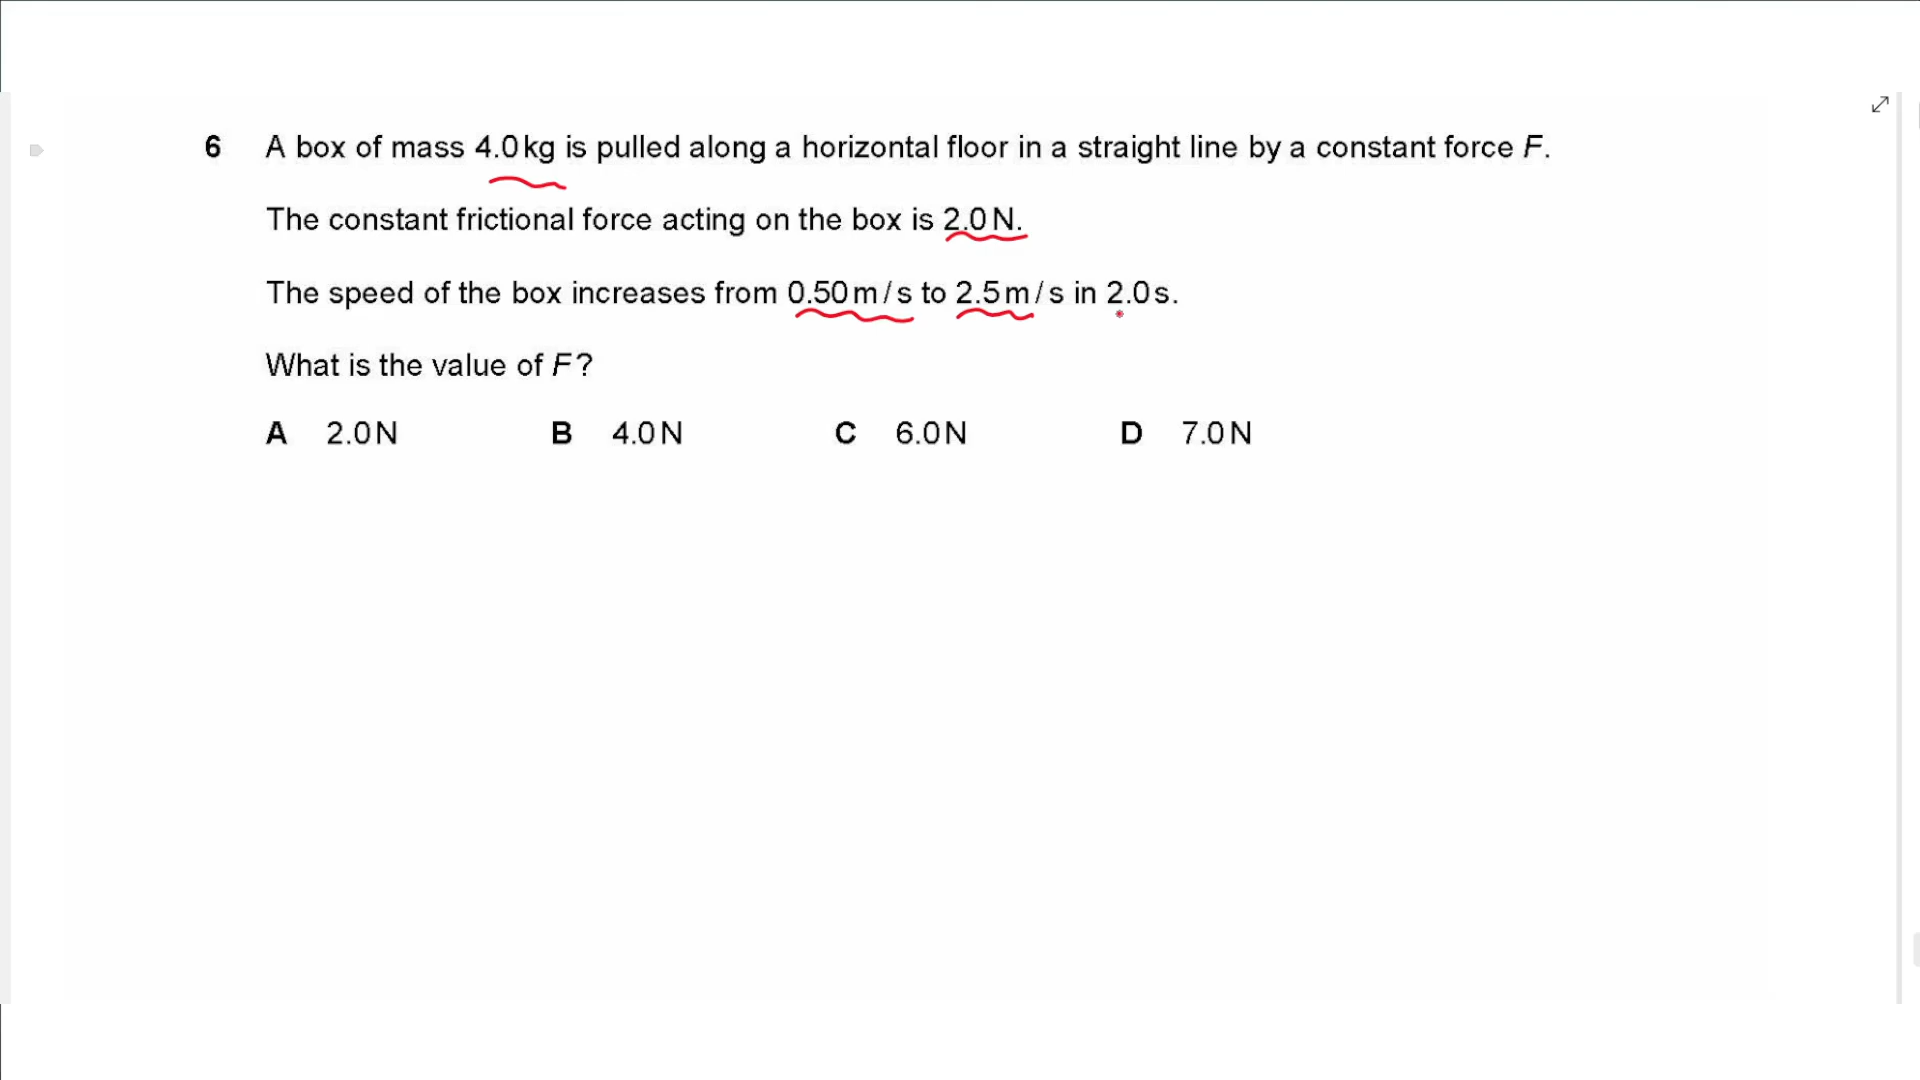 6 A box of mass 4.0 kg is pulled along a horizontal floor in a straight line by a constant force F.
The constant frictional force acting on the box is 2.0 N.
The speed of the box increases from 0.50 m / s to 2.5 m / s in 2.0 s.
What is the value of F?
A 2.0 N B 4.0 N C 6.0 N D 7.0 N